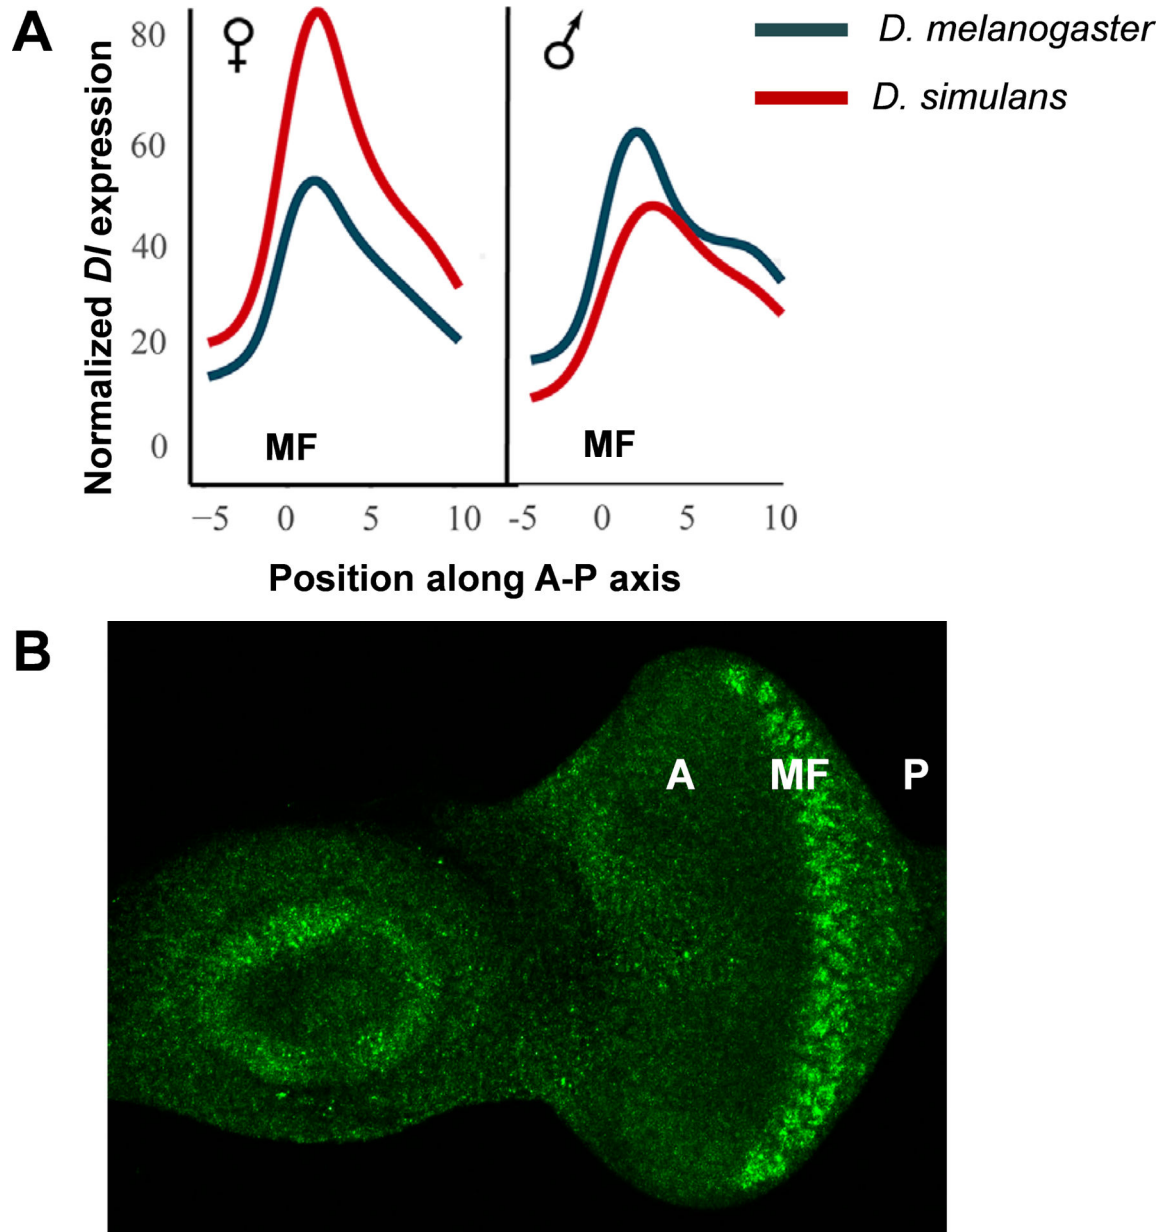 A
Normalized Dl expression
80
60
40
20
0
♀
♂
D. melanogaster
D. simulans
MF
MF
−5 0 5 10 -5 0 5 10
Position along A-P axis
B
A MF P